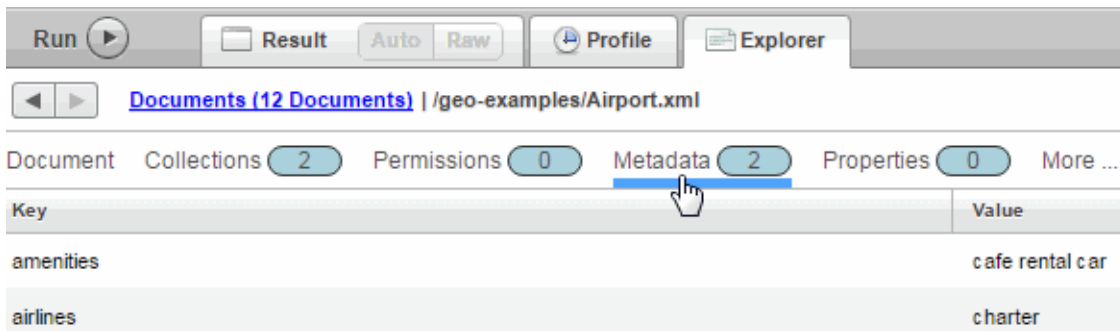 Run Result Auto Raw Profile Explorer
Documents (12 Documents) | /geo-examples/Airport.xml
Document Collections 2 Permissions 0 Metadata 2 Properties 0 More ...
Key Value
amenities cafe rental car
airlines charter